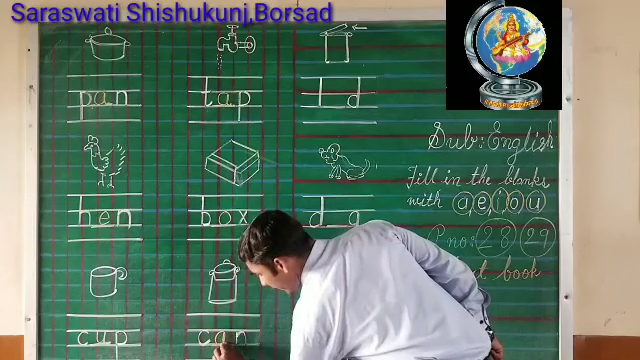 Saraswati Shishukunj,Borsad
pan tap l d
Sub: English
Fill in the blanks
with a e i o u
hen box d g
P.no: 28 29
book
cup can